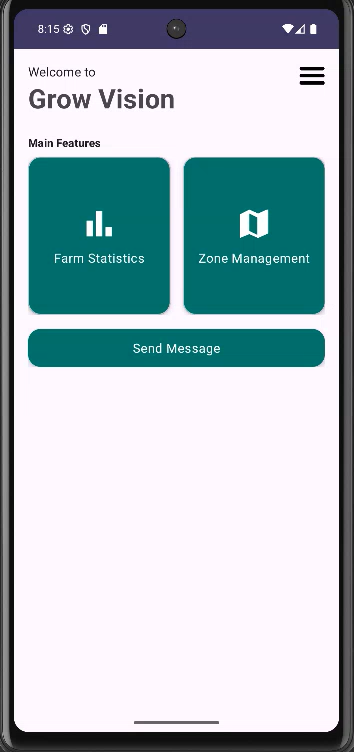 8:15
Welcome to
Grow Vision
Main Features
Farm Statistics
Zone Management
Send Message